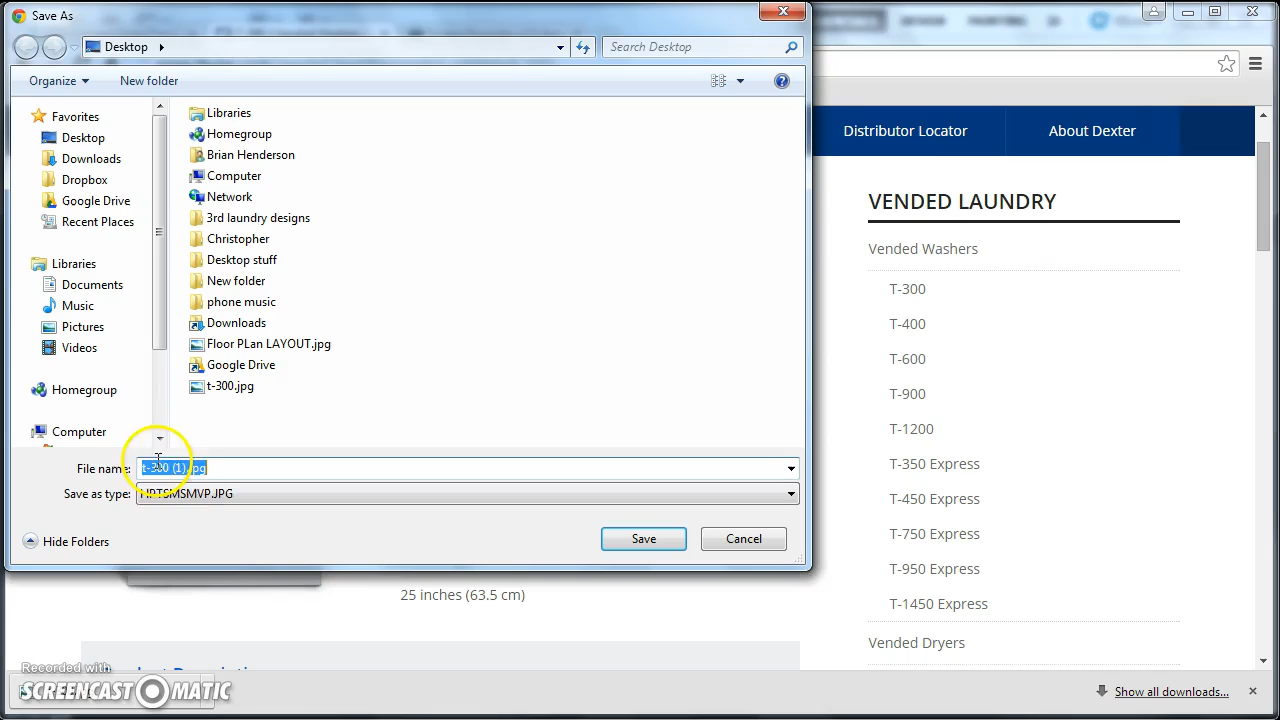 Save As
Desktop
Search Desktop
Organize
New folder
Favorites
Desktop
Downloads
Dropbox
Google Drive
Recent Places
Libraries
Documents
Music
Pictures
Videos
Homegroup
Computer
Libraries
Homegroup
Brian Henderson
Computer
Network
3rd laundry designs
Christopher
Desktop stuff
New folder
phone music
Downloads
Floor PLan LAYOUT.jpg
Google Drive
t-300.jpg
File name: t-300 (1).jpg
Save as type:
Hide Folders
Save
Cancel
Distributor Locator
About Dexter
VENDED LAUNDRY
Vended Washers
T-300
T-400
T-600
T-900
T-1200
T-350 Express
T-450 Express
T-750 Express
T-950 Express
T-1450 Express
Vended Dryers
25 inches (63.5 cm)
Recorded with
SCREENCAST MATIC
Show all downloads...